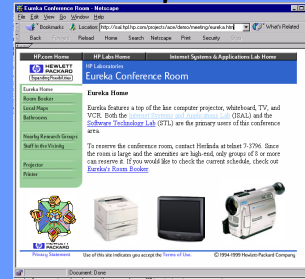 Eureka Conference Room - Netscape
File Edit View Go Window Help
Bookmarks Location: http://isal.hpl.hp.com/projects/ace/demo/meeting/eureka.htm What's Related
Back Reload Home Search Netscape Print Security
HP.com Home HP Labs Home Internet Systems & Applications Lab Home
HEWLETT PACKARD
Expanding Possibilities
HP Laboratories
Eureka Conference Room
Eureka Home
Room Booker
Local Maps
Bathrooms
Nearby Research Groups
Staff in the Vicinity
Projector
Printer
Eureka Home
Eureka features a top of the line computer projector, whiteboard, TV, and
VCR. Both the Internet Systems and Applications Lab (ISAL) and the
Software Technology Lab (STL) are the primary users of this conference
area.
To reserve the conference room, contact Herlinda at telnet 7-3796. Since
the room is large and the amenities are high-end, only groups of 8 or more
can reserve it. If you would like to check the current schedule, check out
Eureka's Room Booker.
HEWLETT PACKARD
Privacy Statement Use of this site indicates you accept the Terms of Use. © 1994-1999 Hewlett-Packard Company
Document: Done